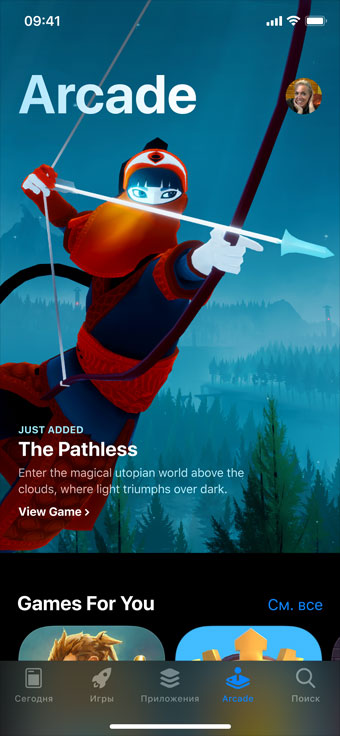 09:41
Arcade
JUST ADDED
The Pathless
Enter the magical utopian world above the
clouds, where light triumphs over dark.
View Game >
Games For You
См. все
Сегодня
Игры
Приложения
Arcade
Поиск